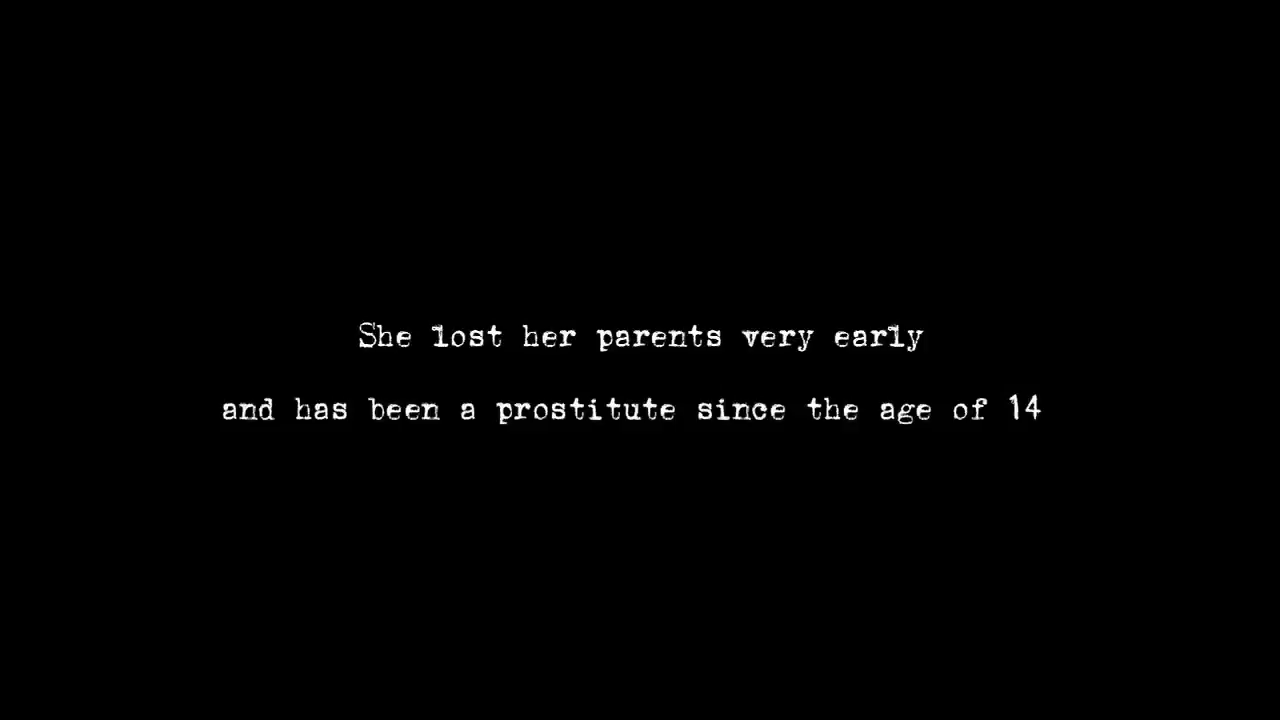 She lost her parents very early
and has been a prostitute since the age of 14